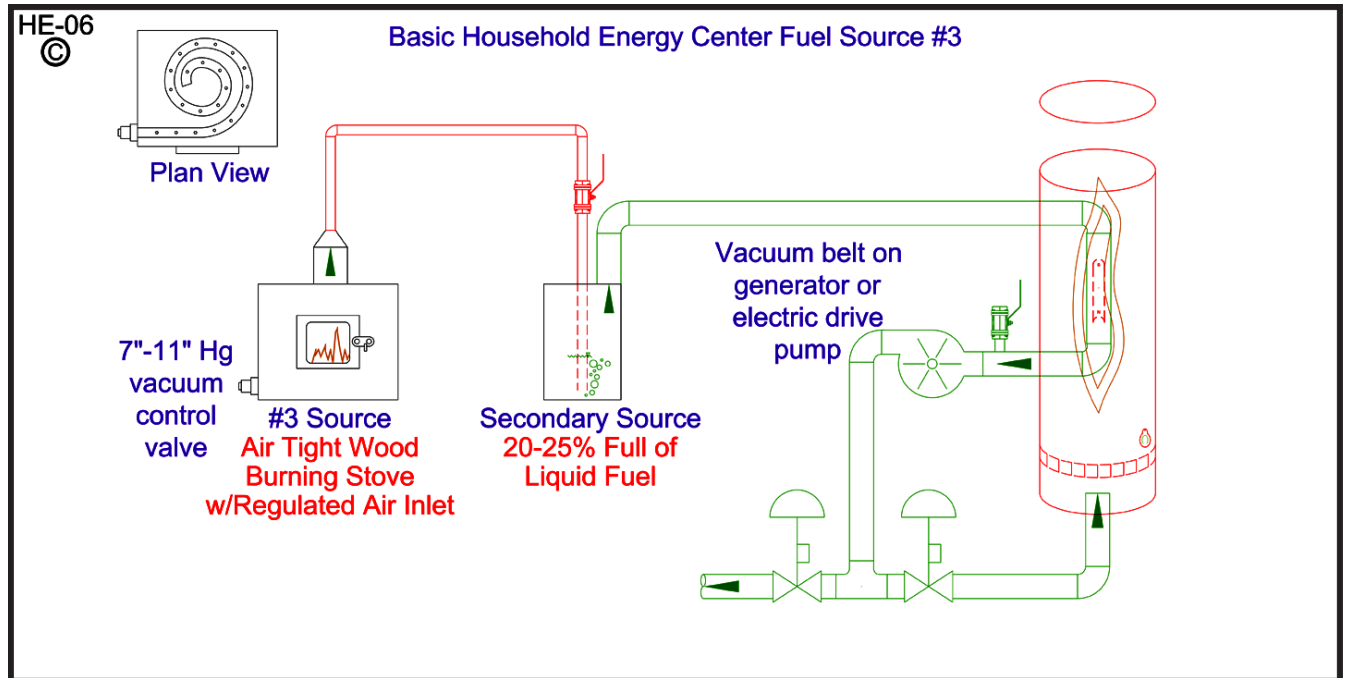 HE-06
©
Basic Household Energy Center Fuel Source #3
Plan View
Vacuum belt on
generator or
electric drive
pump
7"-11" Hg
vacuum
control
valve
#3 Source
Air Tight Wood
Burning Stove
w/Regulated Air Inlet
Secondary Source
20-25% Full of
Liquid Fuel